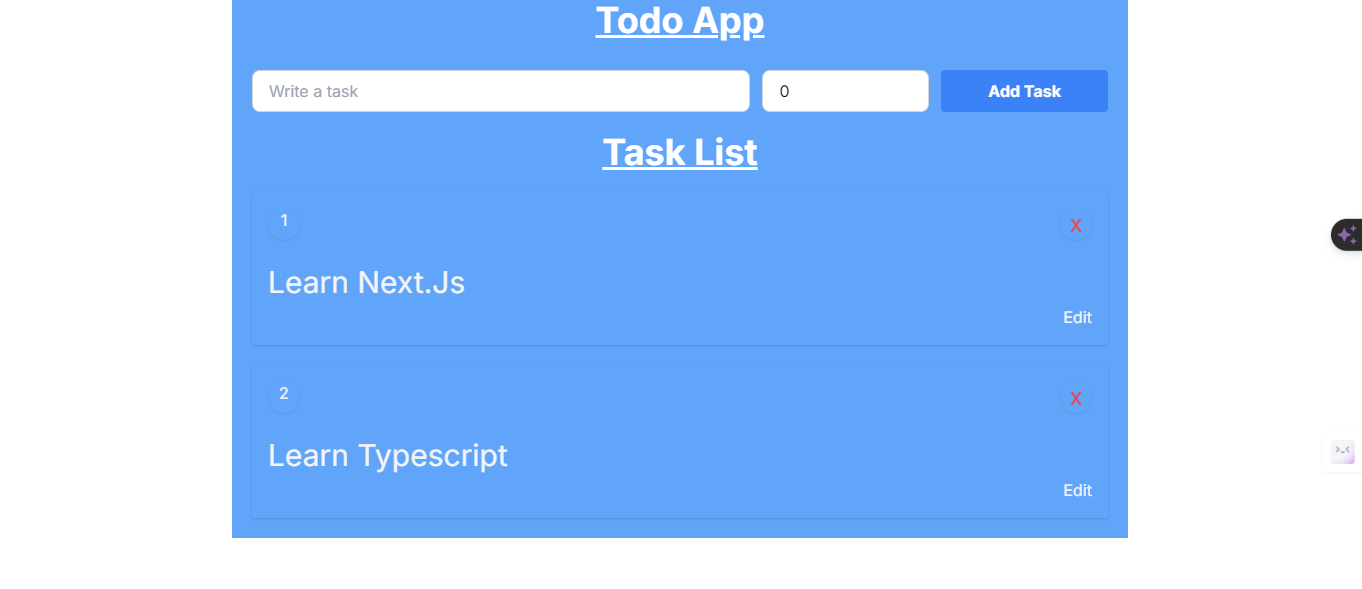 Todo App
Write a task
0
Add Task
Task List
1
X
Learn Next.Js
Edit
2
X
Learn Typescript
Edit